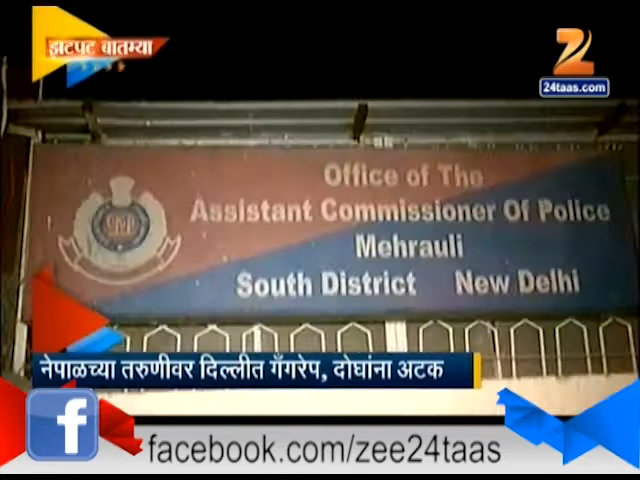 झटपट बातम्या
24taas.com
Office of The
Assistant Commissioner Of Police
Mehrauli
South District New Delhi
नेपाळच्या तरुणीवर दिल्लीत गँगरेप, दोघांना अटक
facebook.com/zee24taas